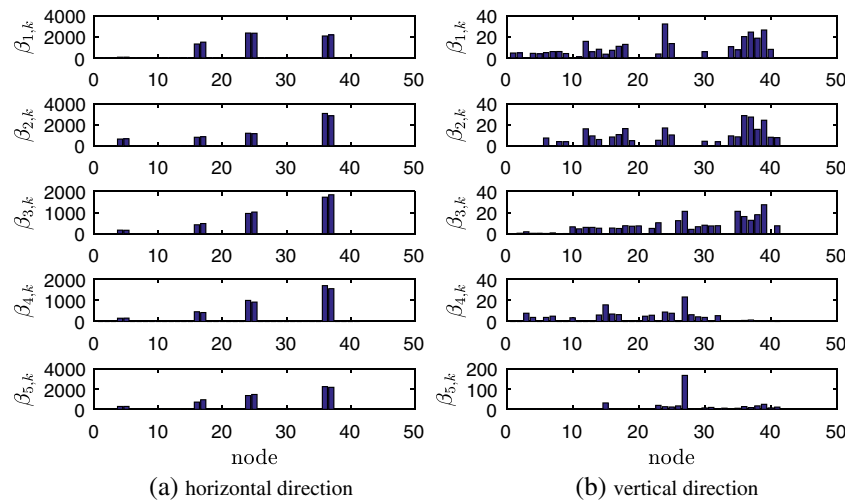 4000 2000 0 β1,k 0 10 20 30 40 50
40 20 0 β1,k 0 10 20 30 40 50
4000 2000 0 β2,k 0 10 20 30 40 50
40 20 0 β2,k 0 10 20 30 40 50
2000 1000 0 β3,k 0 10 20 30 40 50
40 20 0 β3,k 0 10 20 30 40 50
2000 1000 0 β4,k 0 10 20 30 40 50
40 20 0 β4,k 0 10 20 30 40 50
4000 2000 0 β5,k 0 10 20 30 40 50
200 100 0 β5,k 0 10 20 30 40 50
node
node
(a) horizontal direction
(b) vertical direction